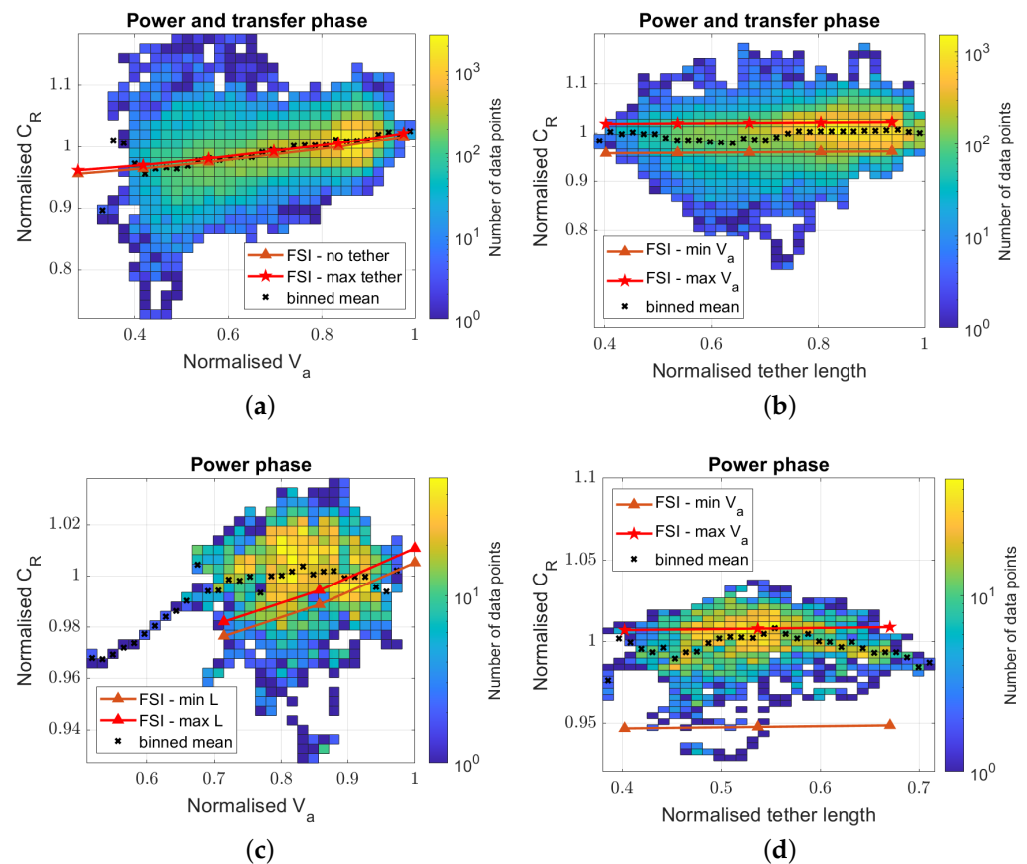 Power and transfer phase
Normalised C_R
1.1
1
0.9
0.8
0.4
0.6
0.8
1
Normalised V_a
FSI - no tether
FSI - max tether
binned mean
10^3
10^2
10^1
10^0
Number of data points
(a)
Power and transfer phase
Normalised C_R
1.1
1
0.9
0.8
0.4
0.5
0.6
0.7
0.8
0.9
1
Normalised tether length
FSI - min V_a
FSI - max V_a
binned mean
10^3
10^2
10^1
10^0
Number of data points
(b)
Power phase
Normalised C_R
1.02
1
0.98
0.96
0.94
0.6
0.7
0.8
0.9
1
Normalised V_a
FSI - min L
FSI - max L
binned mean
10^1
10^0
Number of data points
(c)
Power phase
Normalised C_R
1.1
1.05
1
0.95
0.4
0.5
0.6
0.7
Normalised tether length
FSI - min V_a
FSI - max V_a
binned mean
10^1
10^0
Number of data points
(d)